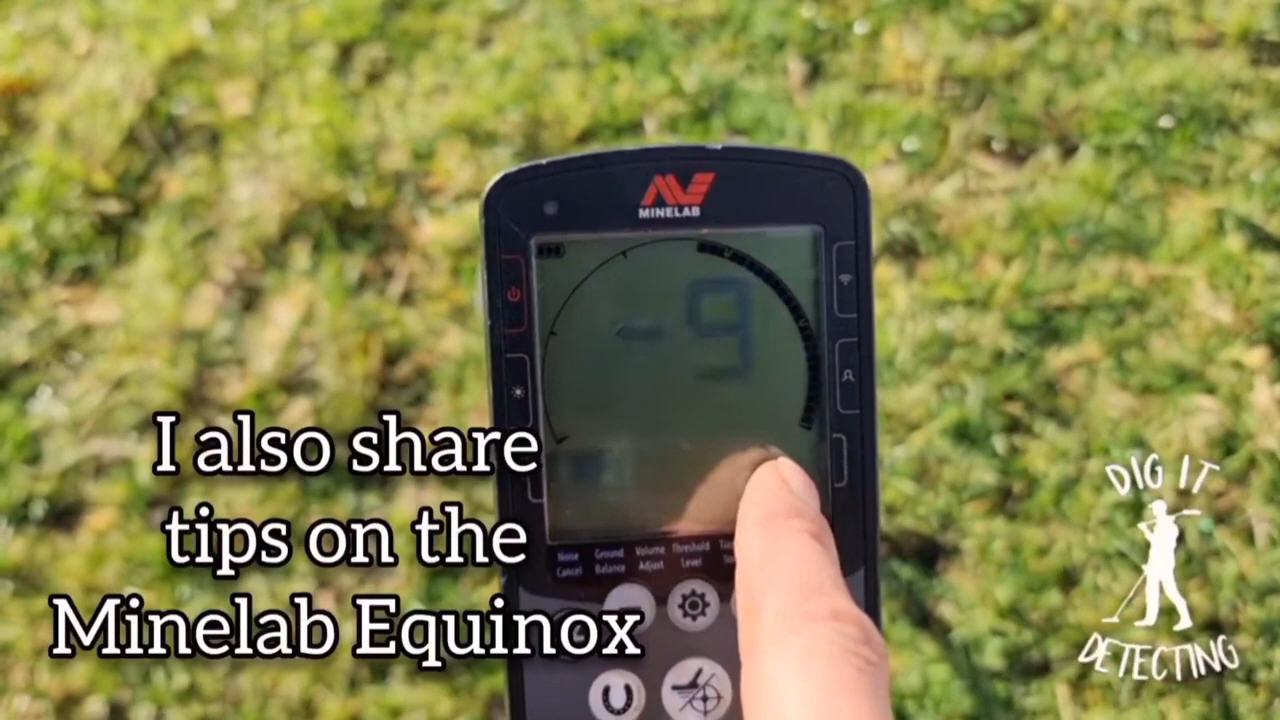 MINELAB
-9
I also share
tips on the
Minelab Equinox
Noise Cancel
Ground Balance
Volume Adjust
Threshold Level
DIG IT
DETECTING